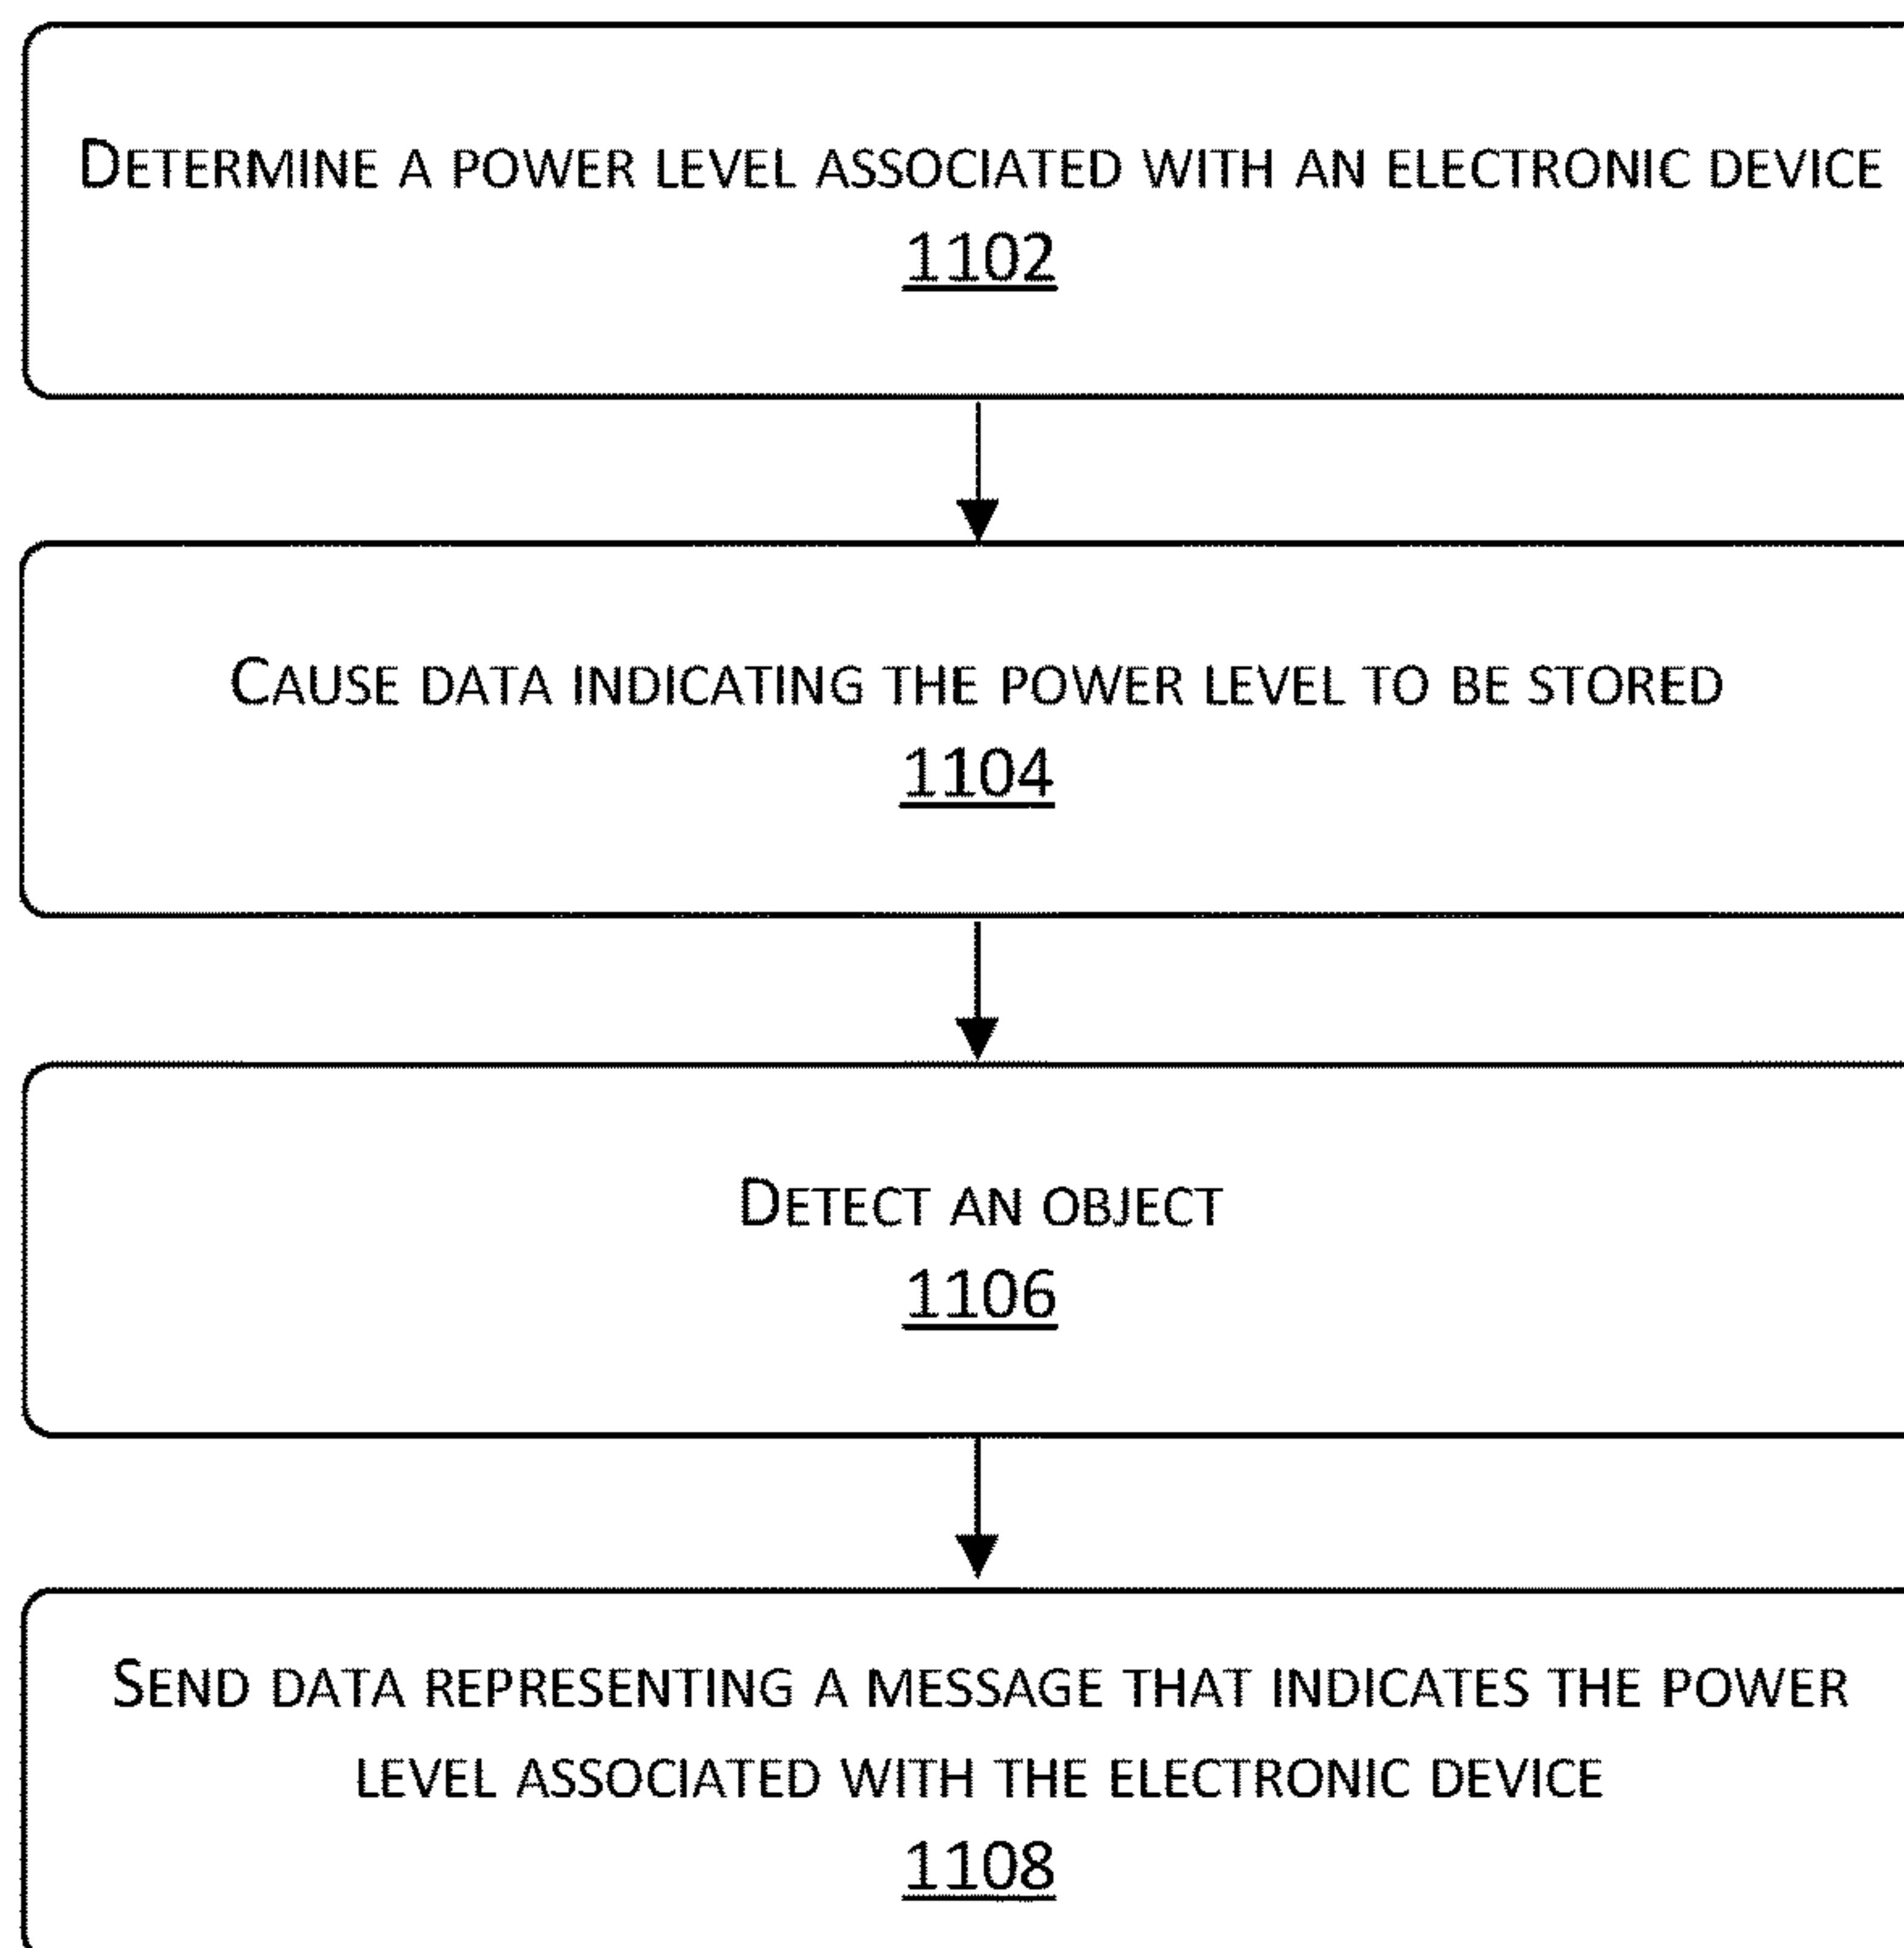 DETERMINE A POWER LEVEL ASSOCIATED WITH AN ELECTRONIC DEVICE
1102
CAUSE DATA INDICATING THE POWER LEVEL TO BE STORED
1104
DETECT AN OBJECT
1106
SEND DATA REPRESENTING A MESSAGE THAT INDICATES THE POWER
LEVEL ASSOCIATED WITH THE ELECTRONIC DEVICE
1108